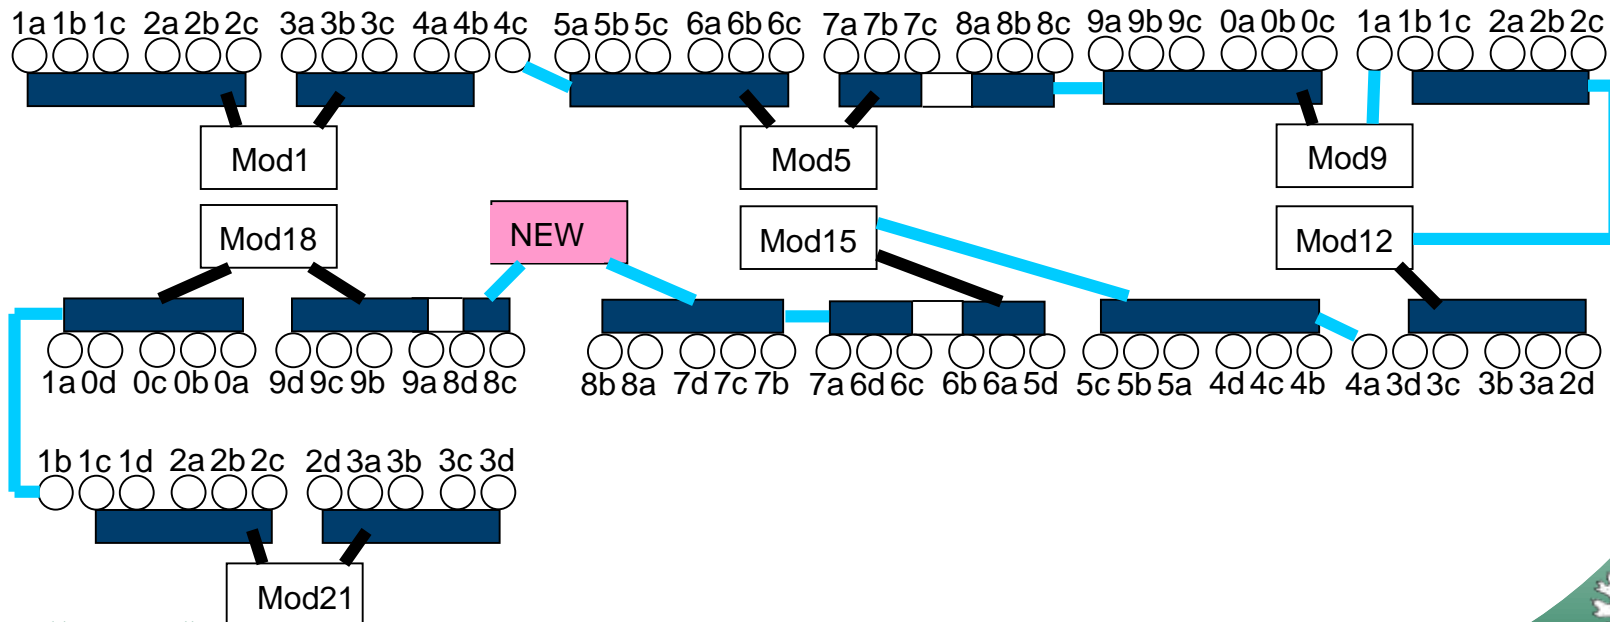 1a 1b 1c 2a 2b 2c 3a 3b 3c 4a 4b 4c 5a 5b 5c 6a 6b 6c 7a 7b 7c 8a 8b 8c 9a 9b 9c 0a 0b 0c 1a 1b 1c 2a 2b 2c
Mod1 Mod5 Mod9
Mod18 NEW Mod15 Mod12
1a 0d 0c 0b 0a 9d 9c 9b 9a 8d 8c 8b 8a 7d 7c 7b 7a 6d 6c 6b 6a 5d 5c 5b 5a 4d 4c 4b 4a 3d 3c 3b 3a 2d
1b 1c 1d 2a 2b 2c 2d 3a 3b 3c 3d
Mod21